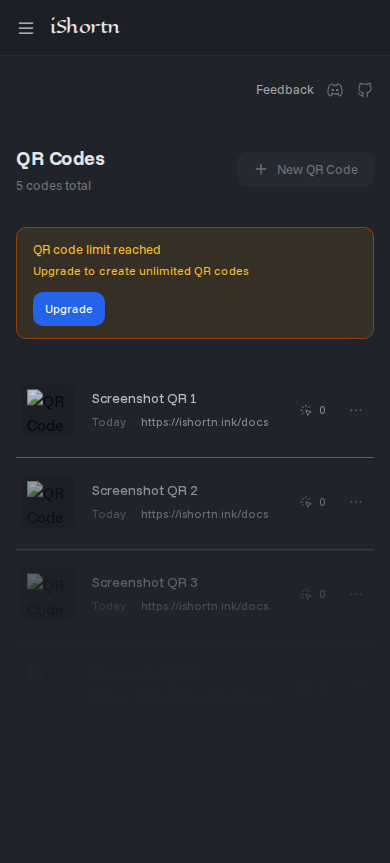 iShortn
Feedback
QR Codes
5 codes total
New QR Code
QR code limit reached
Upgrade to create unlimited QR codes
Upgrade
QR Code
Screenshot QR 1
Today · https://ishortn.ink/docs
0
QR Code
Screenshot QR 2
Today · https://ishortn.ink/docs
0
QR Code
Screenshot QR 3
Today · https://ishortn.ink/docs
0